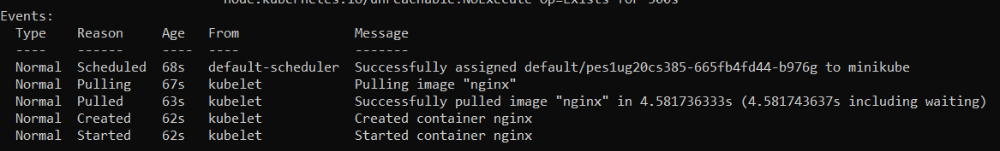 node.kubernetes.io/unreachable:NoExecute op=Exists for 300s
Events:
Type Reason Age From Message
---- ------ ---- ---- -------
Normal Scheduled 68s default-scheduler Successfully assigned default/pes1ug20cs385-665fb4fd44-b976g to minikube
Normal Pulling 67s kubelet Pulling image "nginx"
Normal Pulled 63s kubelet Successfully pulled image "nginx" in 4.581736333s (4.581743637s including waiting)
Normal Created 62s kubelet Created container nginx
Normal Started 62s kubelet Started container nginx